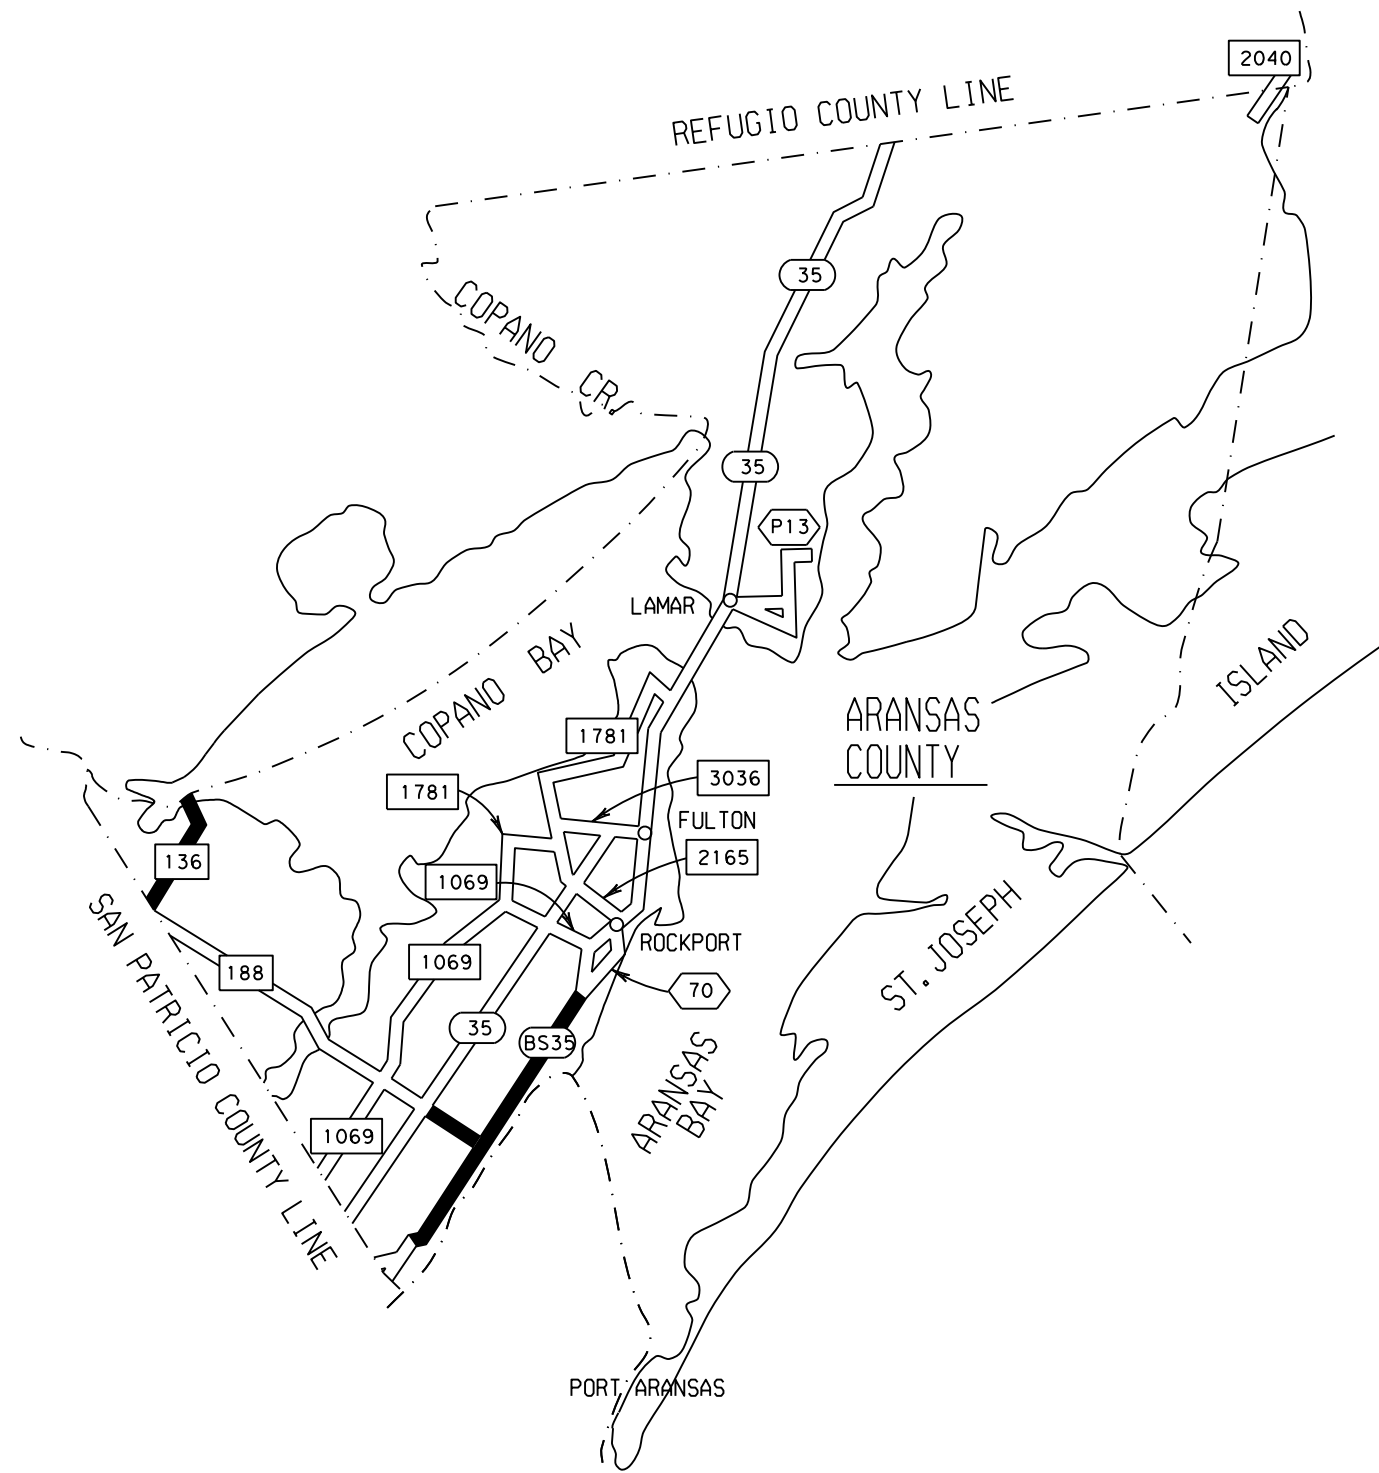 2040
REFUGIO COUNTY LINE
35
COPANO CR.
35
P13
LAMAR
COPANO BAY
ISLAND
ARANSAS
COUNTY
1781
3036
1781
FULTON
2165
136
1069
SAN PATRICIO COUNTY LINE
ST. JOSEPH
ROCKPORT
1069
188
70
35
BS35
ARANSAS
BAY
1069
PORT ARANSAS